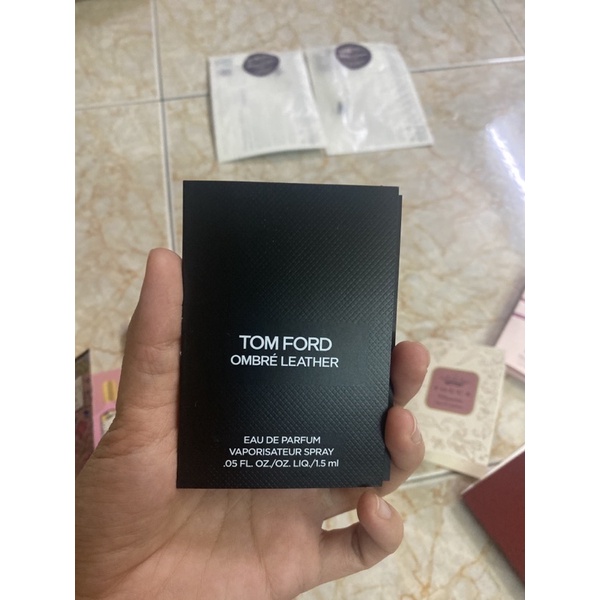 TOM FORD
OMBRÉ LEATHER
EAU DE PARFUM
VAPORISATEUR SPRAY
.05 FL. OZ./OZ. LIQ./1.5 ml